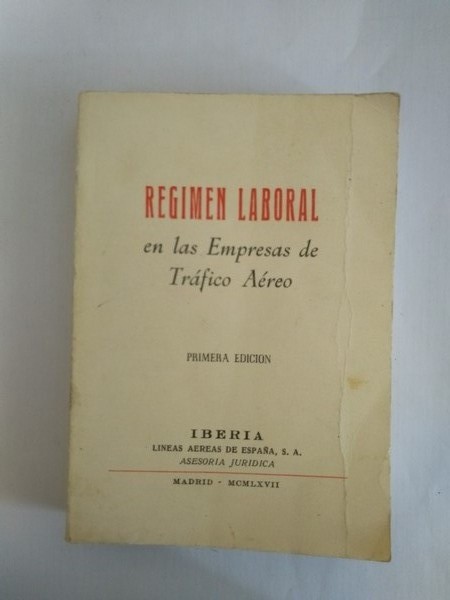 REGIMEN LABORAL
en las Empresas de
Tráfico Aéreo
PRIMERA EDICION
IBERIA
LINEAS AEREAS DE ESPAÑA, S. A.
ASESORIA JURIDICA
MADRID - MCMLXVII